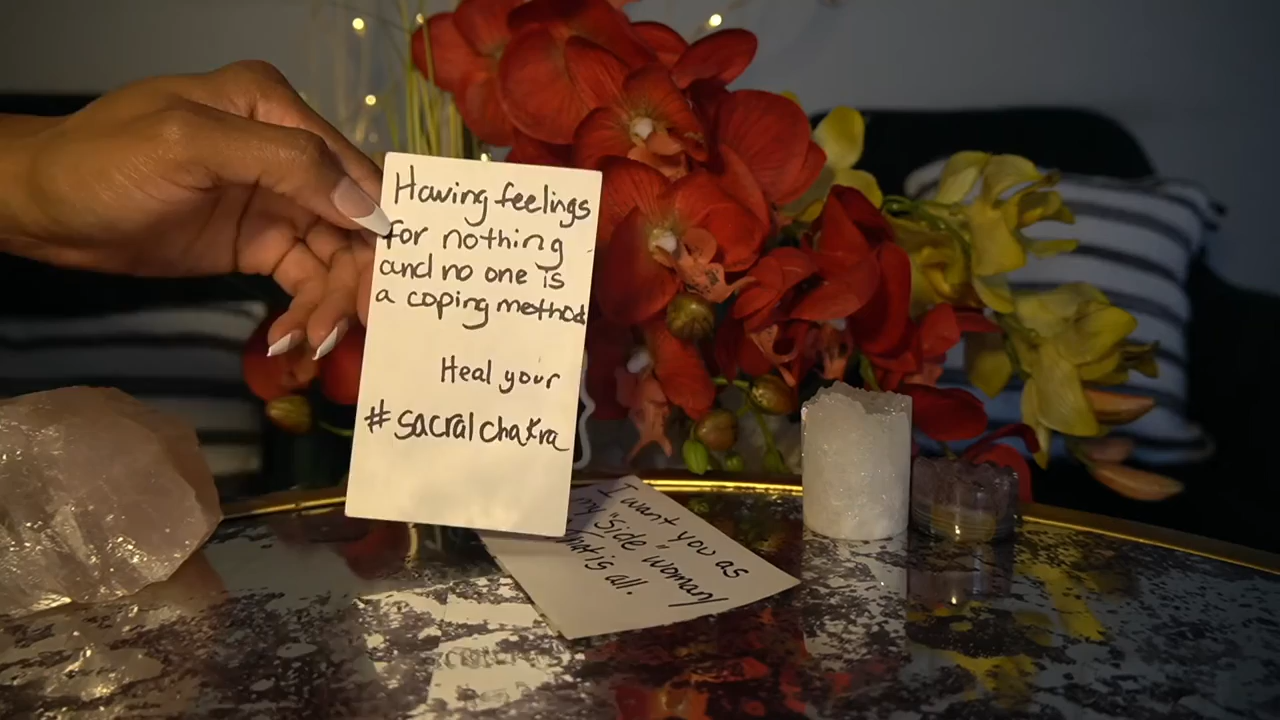 Having feelings
for nothing
and no one is
a coping method
Heal your
#sacralchakra
I want you as
my "side" woman
that is all.